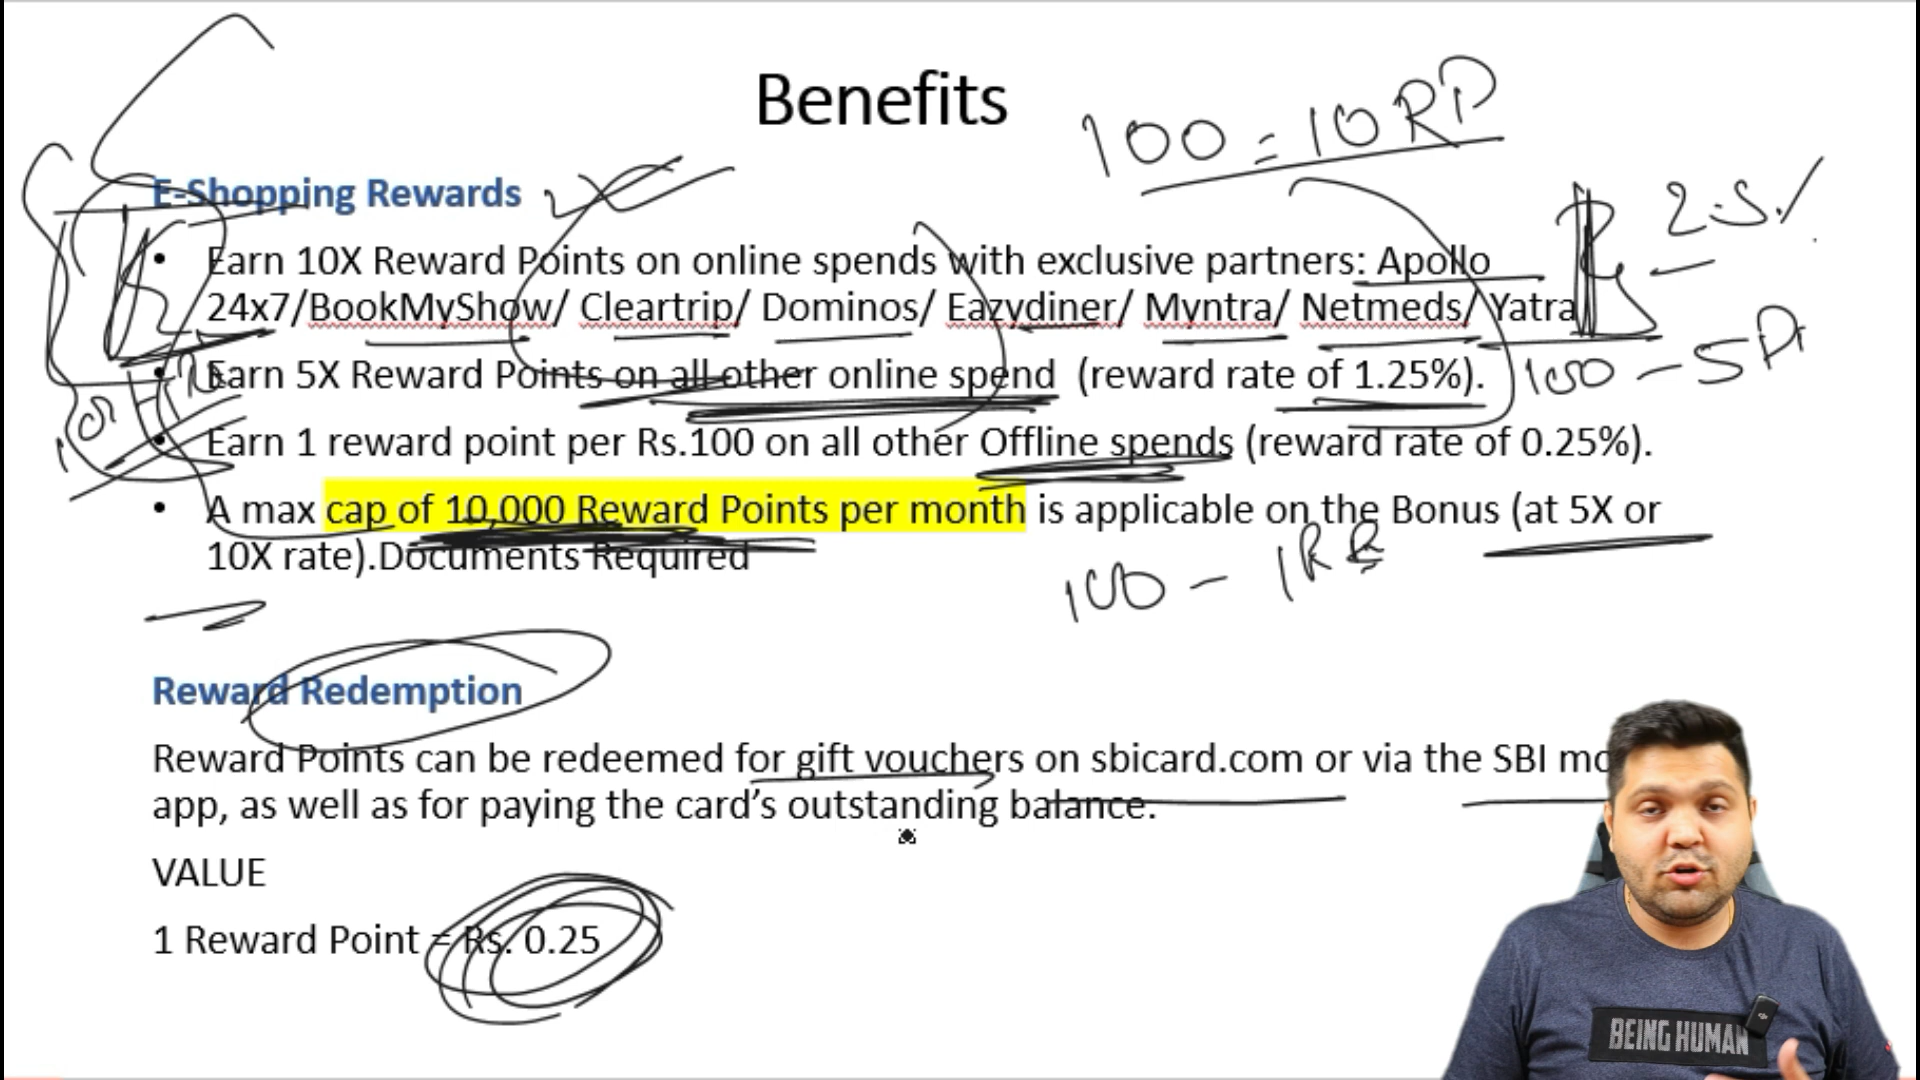 Benefits
100 = 10 RP
E-Shopping Rewards
2.5%
• Earn 10X Reward Points on online spends with exclusive partners: Apollo
24x7/BookMyShow/ Cleartrip/ Dominos/ Eazydiner/ Myntra/ Netmeds/ Yatra
• Earn 5X Reward Points on all other online spend (reward rate of 1.25%).
100 - 5
• Earn 1 reward point per Rs.100 on all other Offline spends (reward rate of 0.25%).
• A max cap of 10,000 Reward Points per month is applicable on the Bonus (at 5X or
10X rate).Documents Required
100 - 1R
Reward Redemption
Reward Points can be redeemed for gift vouchers on sbicard.com or via the SBI mo
app, as well as for paying the card's outstanding balance.
VALUE
1 Reward Point = Rs. 0.25
BEING HUMAN